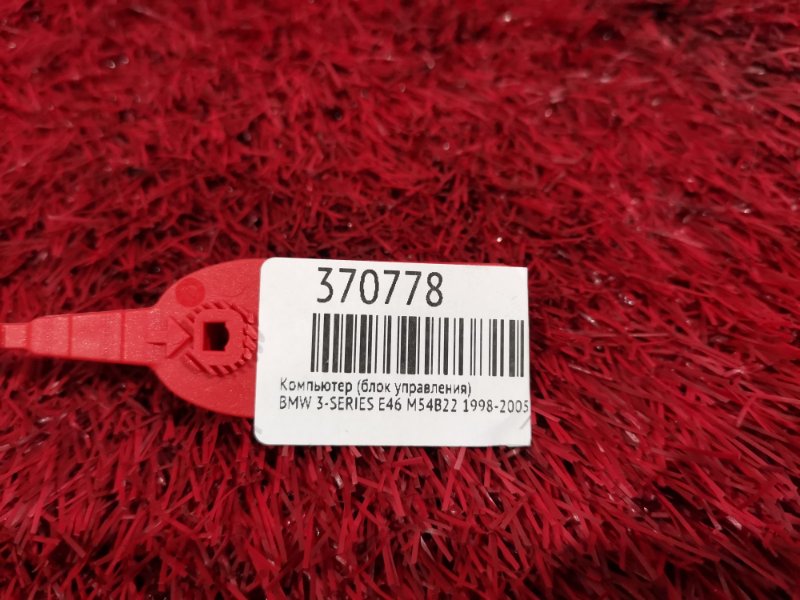 370778
Компьютер (блок управления)
BMW 3-SERIES E46 M54B22 1998-2005